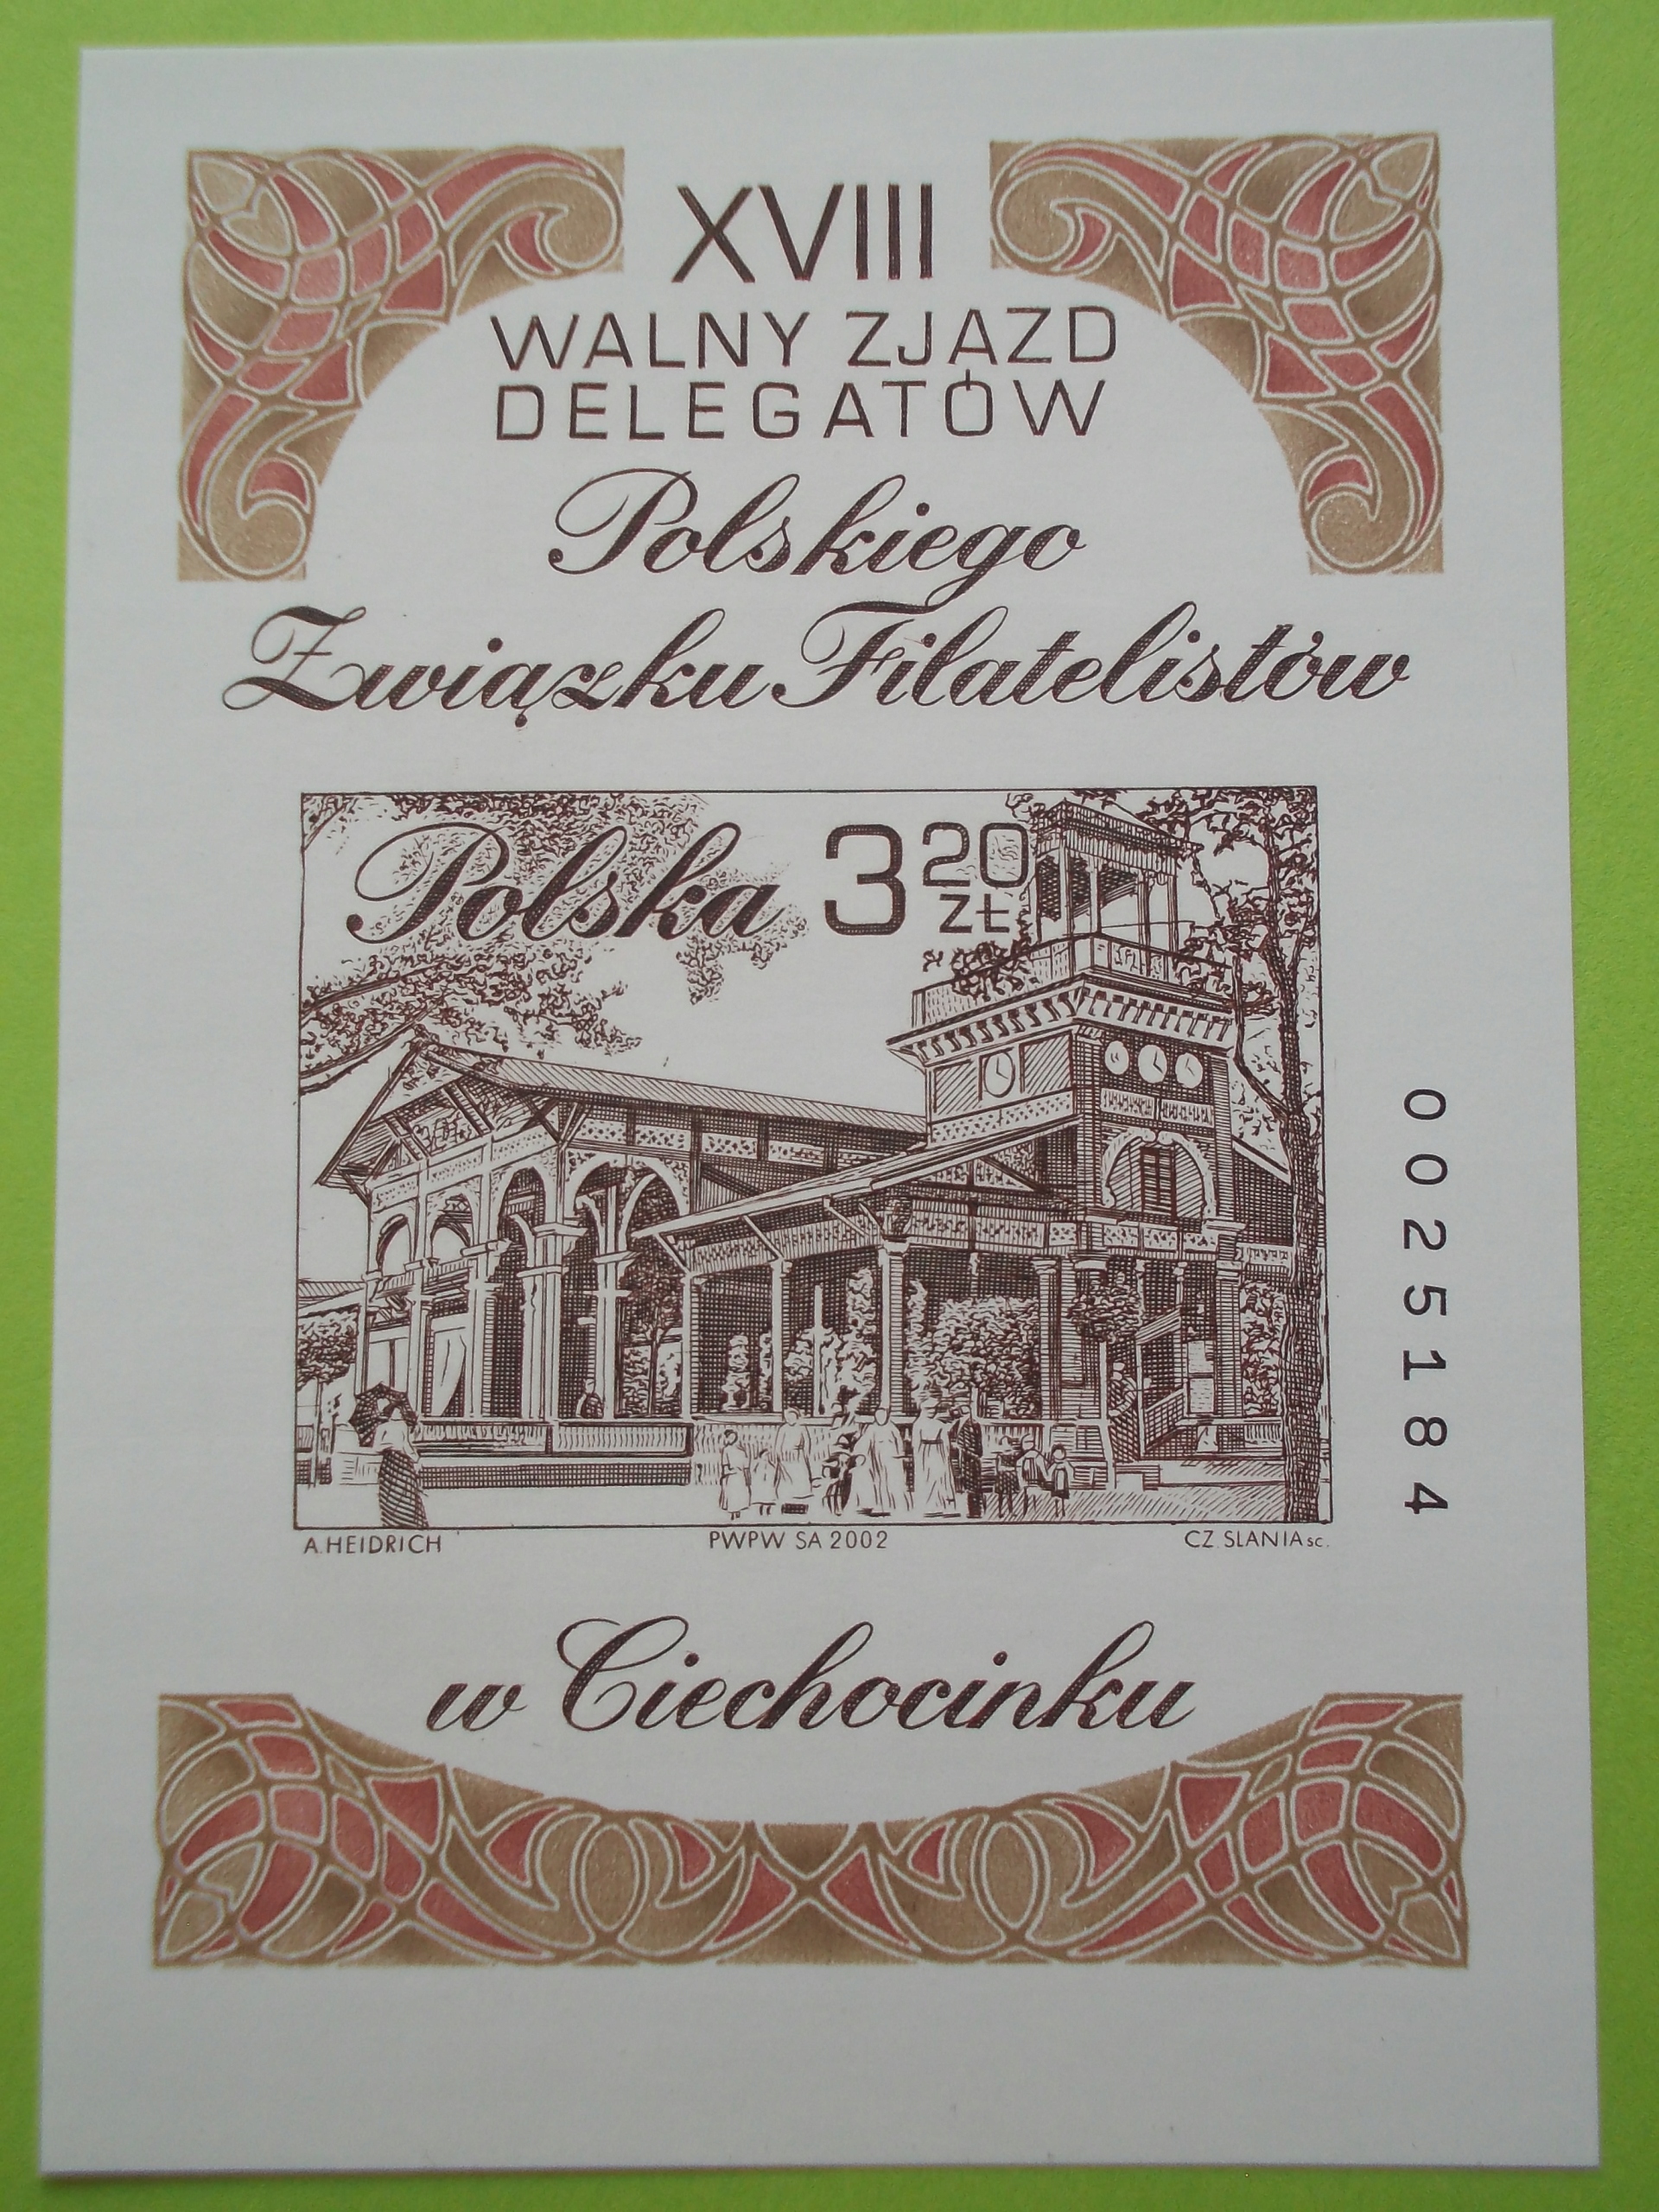 XVIII
WALNY ZJAZD
DELEGATÓW
Polskiego
Związku Filatelistów
Polska 3 20 ZŁ
0025184
A. HEIDRICH PWPW SA 2002 CZ. SLANIA sc.
w Ciechocinku